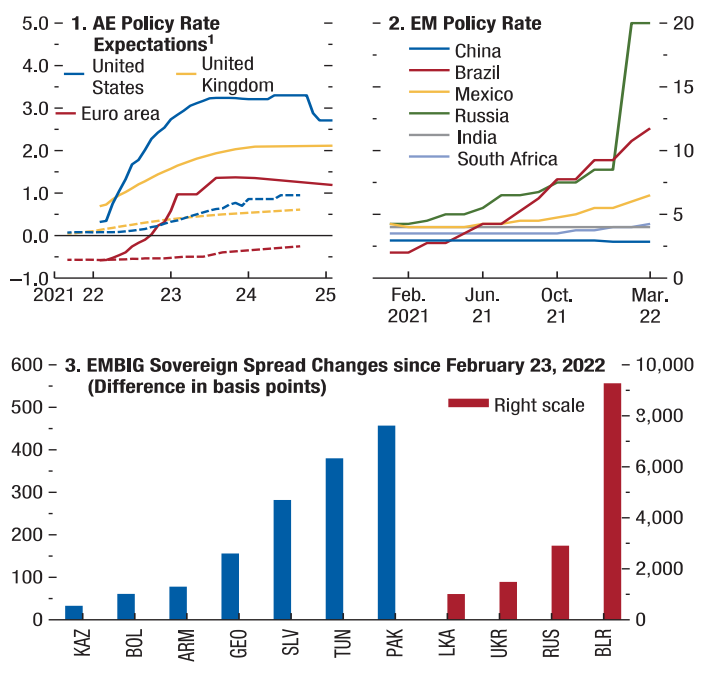 1. AE Policy Rate
Expectations1
5.0
4.0
3.0
2.0
1.0
0.0
–1.0
United
States
United
Kingdom
Euro area
2021 22 23 24 25
2. EM Policy Rate
China
Brazil
Mexico
Russia
India
South Africa
20
15
10
5
0
Feb.
2021
Jun.
21
Oct.
21
Mar.
22
3. EMBIG Sovereign Spread Changes since February 23, 2022
(Difference in basis points)
Right scale
600
500
400
300
200
100
0
10,000
8,000
6,000
4,000
2,000
0
KAZ
BOL
ARM
GEO
SLV
TUN
PAK
LKA
UKR
RUS
BLR